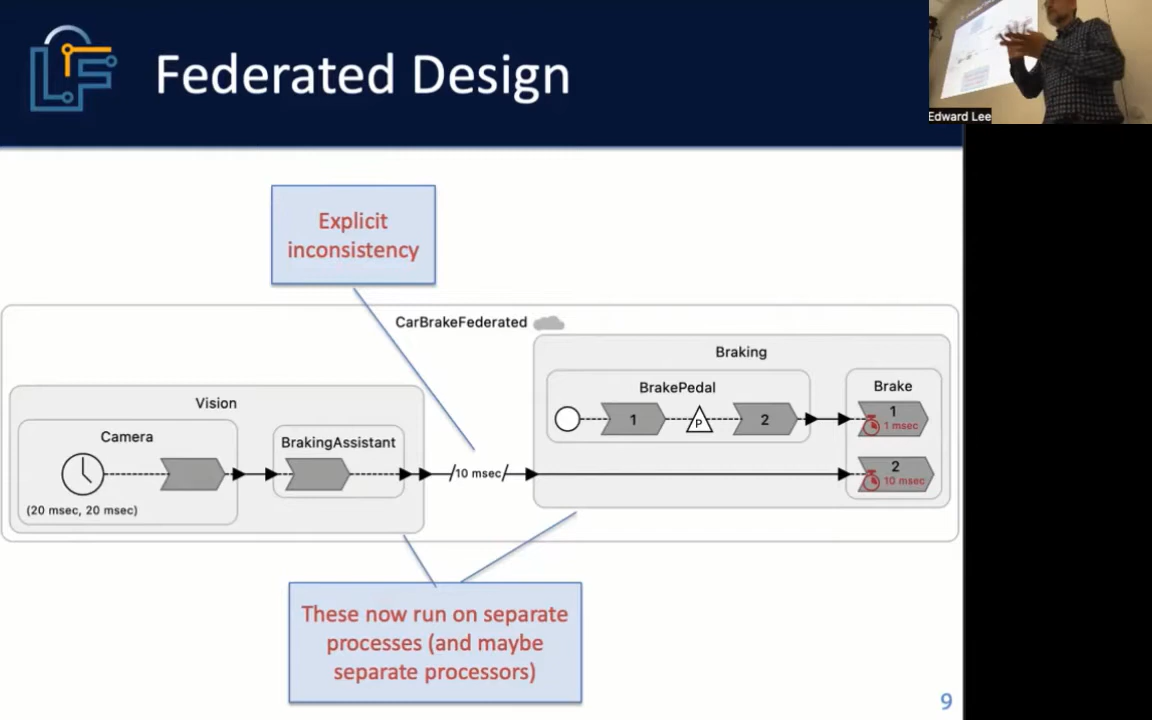 Federated Design
Edward Lee
Explicit
inconsistency
CarBrakeFederated
Braking
BrakePedal
Brake
1
P
2
1
1 msec
Vision
Camera
BrakingAssistant
/10 msec/
2
10 msec
(20 msec, 20 msec)
These now run on separate
processes (and maybe
separate processors)
9